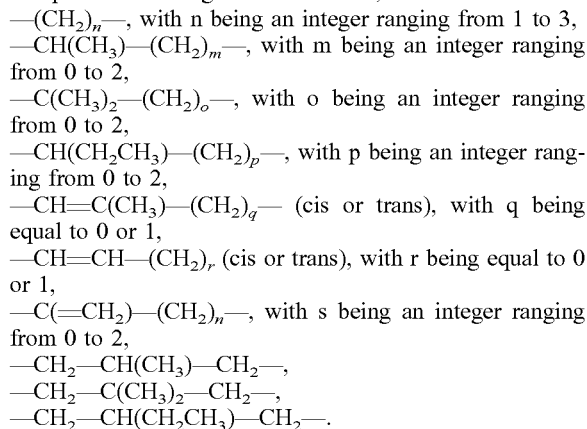 —(CH₂)ₙ—, with n being an integer ranging from 1 to 3,
—CH(CH₃)—(CH₂)ₘ—, with m being an integer ranging
from 0 to 2,
—C(CH₃)₂—(CH₂)ₒ—, with o being an integer ranging
from 0 to 2,
—CH(CH₂CH₃)—(CH₂)ₚ—, with p being an integer rang-
ing from 0 to 2,
—CH═C(CH₃)—(CH₂)q— (cis or trans), with q being
equal to 0 or 1,
—CH═CH—(CH₂)ᵣ (cis or trans), with r being equal to 0
or 1,
—C(═CH₂)—(CH₂)ₙ—, with s being an integer ranging
from 0 to 2,
—CH₂—CH(CH₃)—CH₂—,
—CH₂—C(CH₃)₂—CH₂—,
—CH₂—CH(CH₂CH₃)—CH₂—.